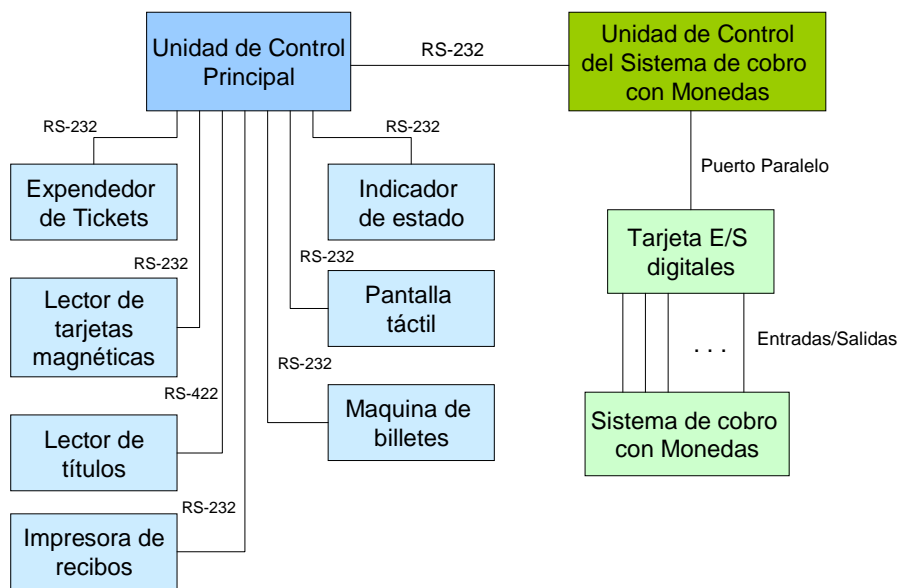 Unidad de Control
Principal
RS-232
Unidad de Control
del Sistema de cobro
con Monedas
RS-232
RS-232
Expendedor
de Tickets
Indicador
de estado
Puerto Paralelo
RS-232
RS-232
Lector de
tarjetas
magnéticas
Pantalla
táctil
Tarjeta E/S
digitales
. . .
Entradas/Salidas
RS-422
RS-232
Lector de
títulos
Maquina de
billetes
Sistema de cobro
con Monedas
RS-232
Impresora de
recibos